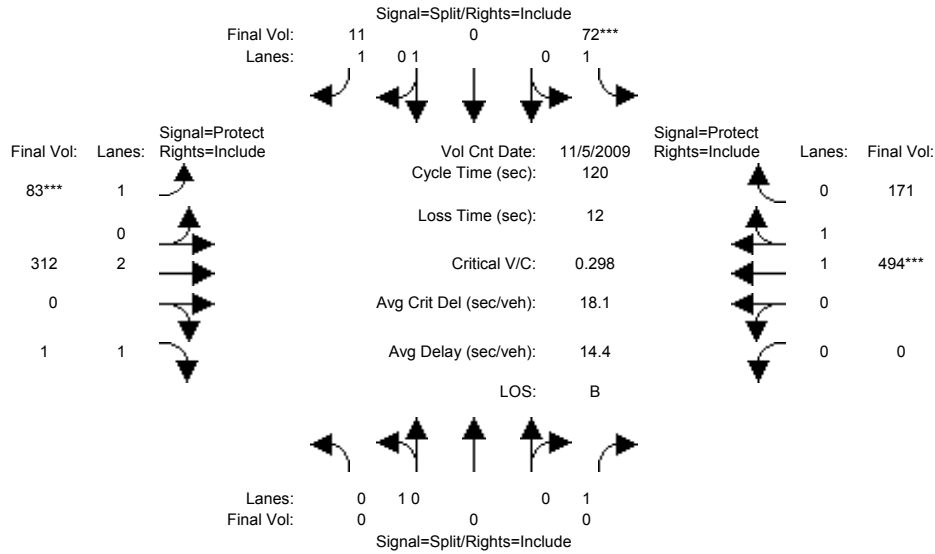 Signal=Split/Rights=Include
Final Vol: 11 0 72***
Lanes: 1 0 1 0 1
Signal=Protect
Final Vol: Lanes: Rights=Include
Vol Cnt Date: 11/5/2009
Signal=Protect
Rights=Include Lanes: Final Vol:
Cycle Time (sec): 120
83*** 1
0 171
Loss Time (sec): 12
0
1
312 2
Critical V/C: 0.298
1 494***
0
Avg Crit Del (sec/veh): 18.1
0
1 1
Avg Delay (sec/veh): 14.4
0 0
LOS: B
Lanes: 0 1 0 0 1
Final Vol: 0 0 0
Signal=Split/Rights=Include